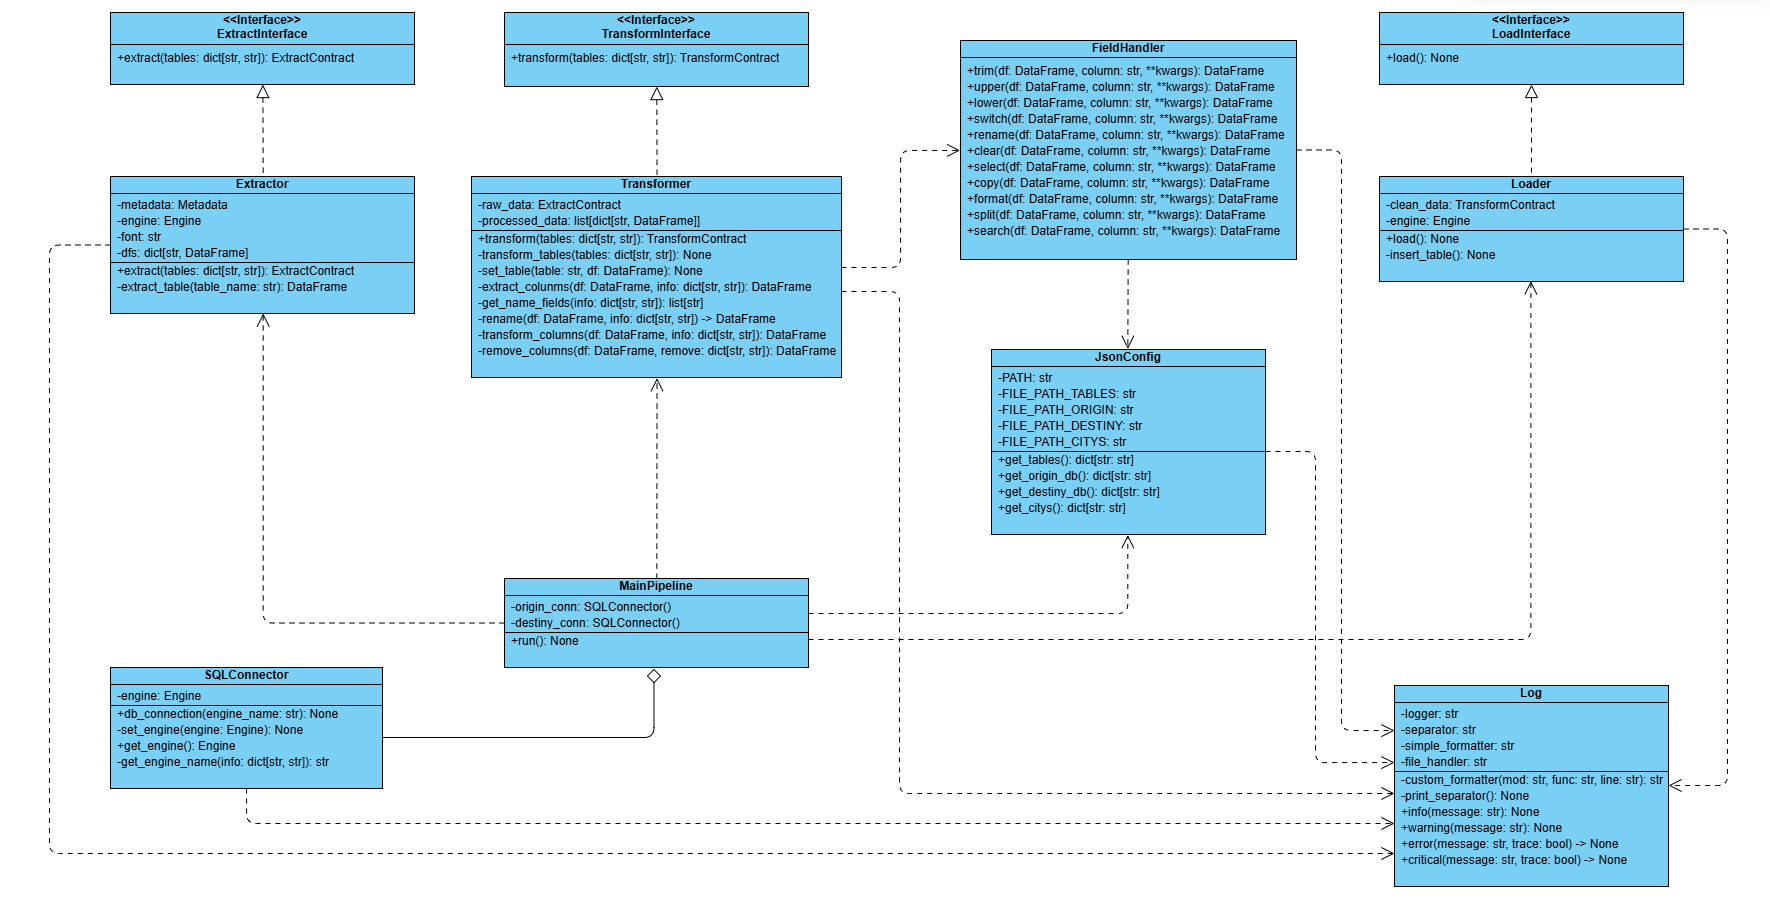 <<Interface>>
ExtractInterface
+extract(tables: dict[str, str]): ExtractContract
<<Interface>>
TransformInterface
+transform(tables: dict[str, str]): TransformContract
FieldHandler
+trim(df: DataFrame, column: str, **kwargs): DataFrame
+upper(df: DataFrame, column: str, **kwargs): DataFrame
+lower(df: DataFrame, column: str, **kwargs): DataFrame
+switch(df: DataFrame, column: str, **kwargs): DataFrame
+rename(df: DataFrame, column: str, **kwargs): DataFrame
+clear(df: DataFrame, column: str, **kwargs): DataFrame
+select(df: DataFrame, column: str, **kwargs): DataFrame
+copy(df: DataFrame, column: str, **kwargs): DataFrame
+format(df: DataFrame, column: str, **kwargs): DataFrame
+split(df: DataFrame, column: str, **kwargs): DataFrame
+search(df: DataFrame, column: str, **kwargs): DataFrame
<<Interface>>
LoadInterface
+load(): None
Extractor
-metadata: Metadata
-engine: Engine
-font: str
-dfs: dict[str, DataFrame]
+extract(tables: dict[str, str]): ExtractContract
-extract_table(table_name: str): DataFrame
Transformer
-raw_data: ExtractContract
-processed_data: list[dict[str, DataFrame]]
+transform(tables: dict[str, str]): TransformContract
-transform_tables(tables: dict[str, str]): None
-set_table(table: str, df: DataFrame): None
-extract_colunms(df: DataFrame, info: dict[str, str]): DataFrame
-get_name_fields(info: dict[str, str]): list[str]
-rename(df: DataFrame, info: dict[str, str]) -> DataFrame
-transform_columns(df: DataFrame, info: dict[str, str]): DataFrame
-remove_columns(df: DataFrame, remove: dict[str, str]): DataFrame
Loader
-clean_data: TransformContract
-engine: Engine
+load(): None
-insert_table(): None
JsonConfig
-PATH: str
-FILE_PATH_TABLES: str
-FILE_PATH_ORIGIN: str
-FILE_PATH_DESTINY: str
-FILE_PATH_CITYS: str
+get_tables(): dict[str: str]
+get_origin_db(): dict[str: str]
+get_destiny_db(): dict[str: str]
+get_citys(): dict[str: str]
MainPipeline
-origin_conn: SQLConnector()
-destiny_conn: SQLConnector()
+run(): None
SQLConnector
-engine: Engine
+db_connection(engine_name: str): None
-set_engine(engine: Engine): None
+get_engine(): Engine
-get_engine_name(info: dict[str, str]): str
Log
-logger: str
-separator: str
-simple_formatter: str
-file_handler: str
-custom_formatter(mod: str, func: str, line: str): str
-print_separator(): None
+info(message: str): None
+warning(message: str): None
+error(message: str, trace: bool) -> None
+critical(message: str, trace: bool) -> None